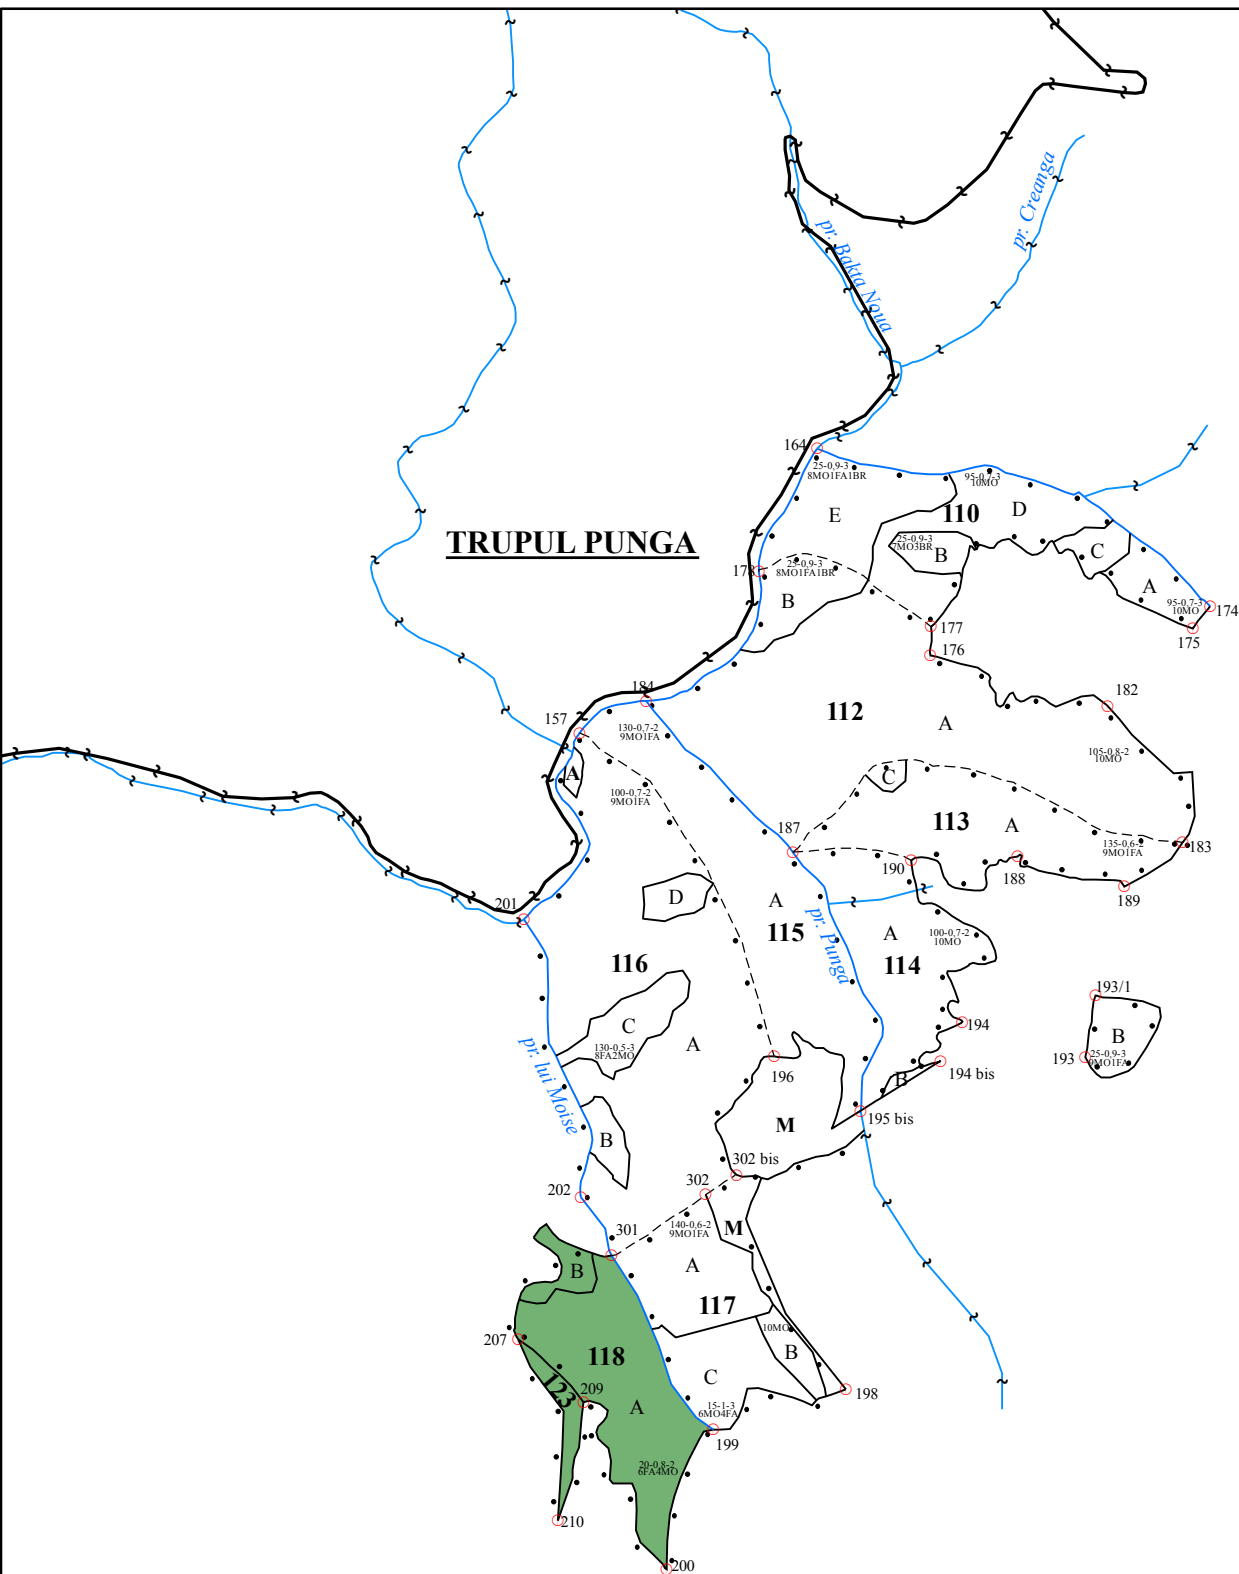 pr. Creanga
pr. Bakta Noua
164
25-0,9-3
8MO1FA1BR
95-0,7-3
10MO
E
110
D
TRUPUL PUNGA
25-0,9-3
7MO3BR
B
C
178
25-0,9-3
8MO1FA1BR
B
A
95-0,7-3
10MO
174
175
177
176
184
182
157
112
A
130-0,7-2
9MO1FA
105-0,8-2
10MO
A
C
100-0,7-2
9MO1FA
187
113
A
135-0,6-2
9MO1FA
183
190
188
189
D
A
201
115
pr. Punga
A
100-0,7-2
10MO
116
114
193/1
C
194
130-0,5-3
8FA2MO
A
B
193
25-0,9-3
9MO1FA
196
194 bis
B
pr. lui Moise
195 bis
M
B
302 bis
202
302
301
140-0,6-2
9MO1FA
M
B
A
117
10MO
207
118
B
C
123
209
198
A
15-1-3
6MO4FA
199
20-0,8-2
6FA4MO
210
200